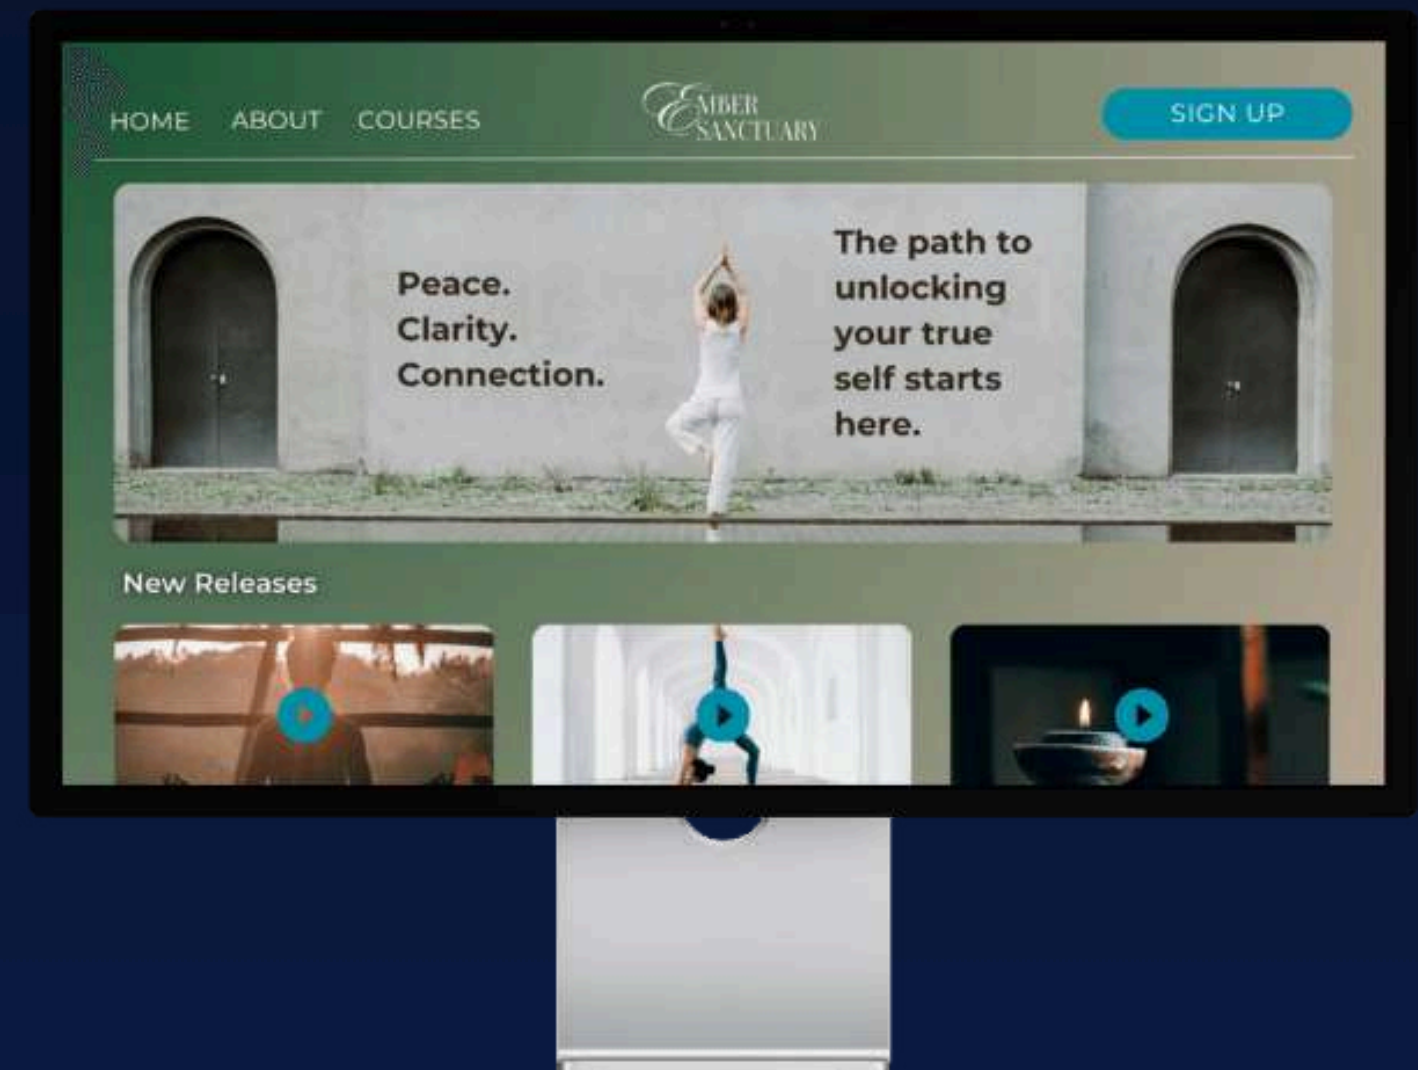 HOME ABOUT COURSES
EMBER
SANCTUARY
SIGN UP
Peace.
Clarity.
Connection.
The path to
unlocking
your true
self starts
here.
New Releases